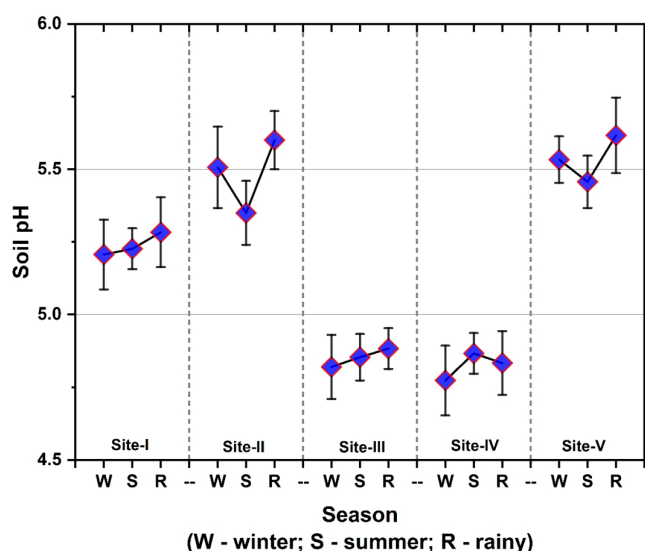 6.0
5.5
5.0
4.5
Soil pH
Site-I Site-II Site-III Site-IV Site-V
W S R -- W S R -- W S R -- W S R -- W S R
Season
(W - winter; S - summer; R - rainy)